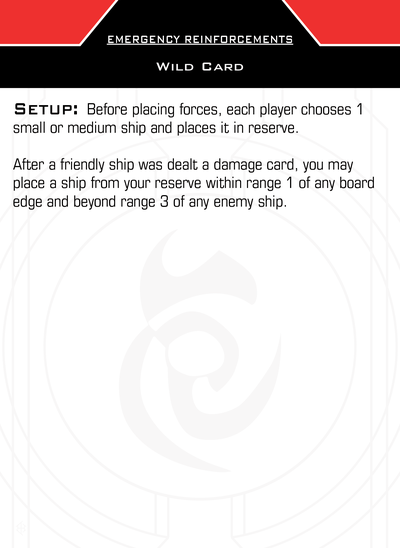 EMERGENCY REINFORCEMENTS
WILD CARD
SETUP: Before placing forces, each player chooses 1
small or medium ship and places it in reserve.
After a friendly ship was dealt a damage card, you may
place a ship from your reserve within range 1 of any board
edge and beyond range 3 of any enemy ship.